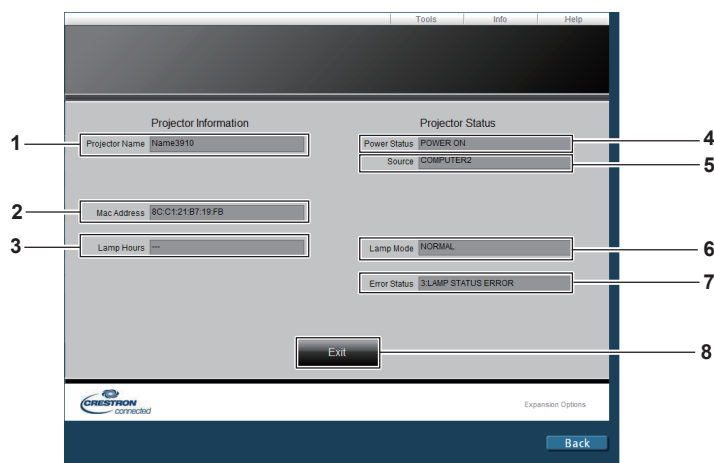 Tools Info Help
Projector Information Projector Status
1 Projector Name Name3910 Power Status POWER ON 4
Source COMPUTER2 5
2 Mac Address 8C:C1:21:B7:19:FB
3 Lamp Hours --- Lamp Mode NORMAL 6
Error Status 3:LAMP STATUS ERROR 7
Exit 8
CRESTRON
connected
Expansion Options
Back